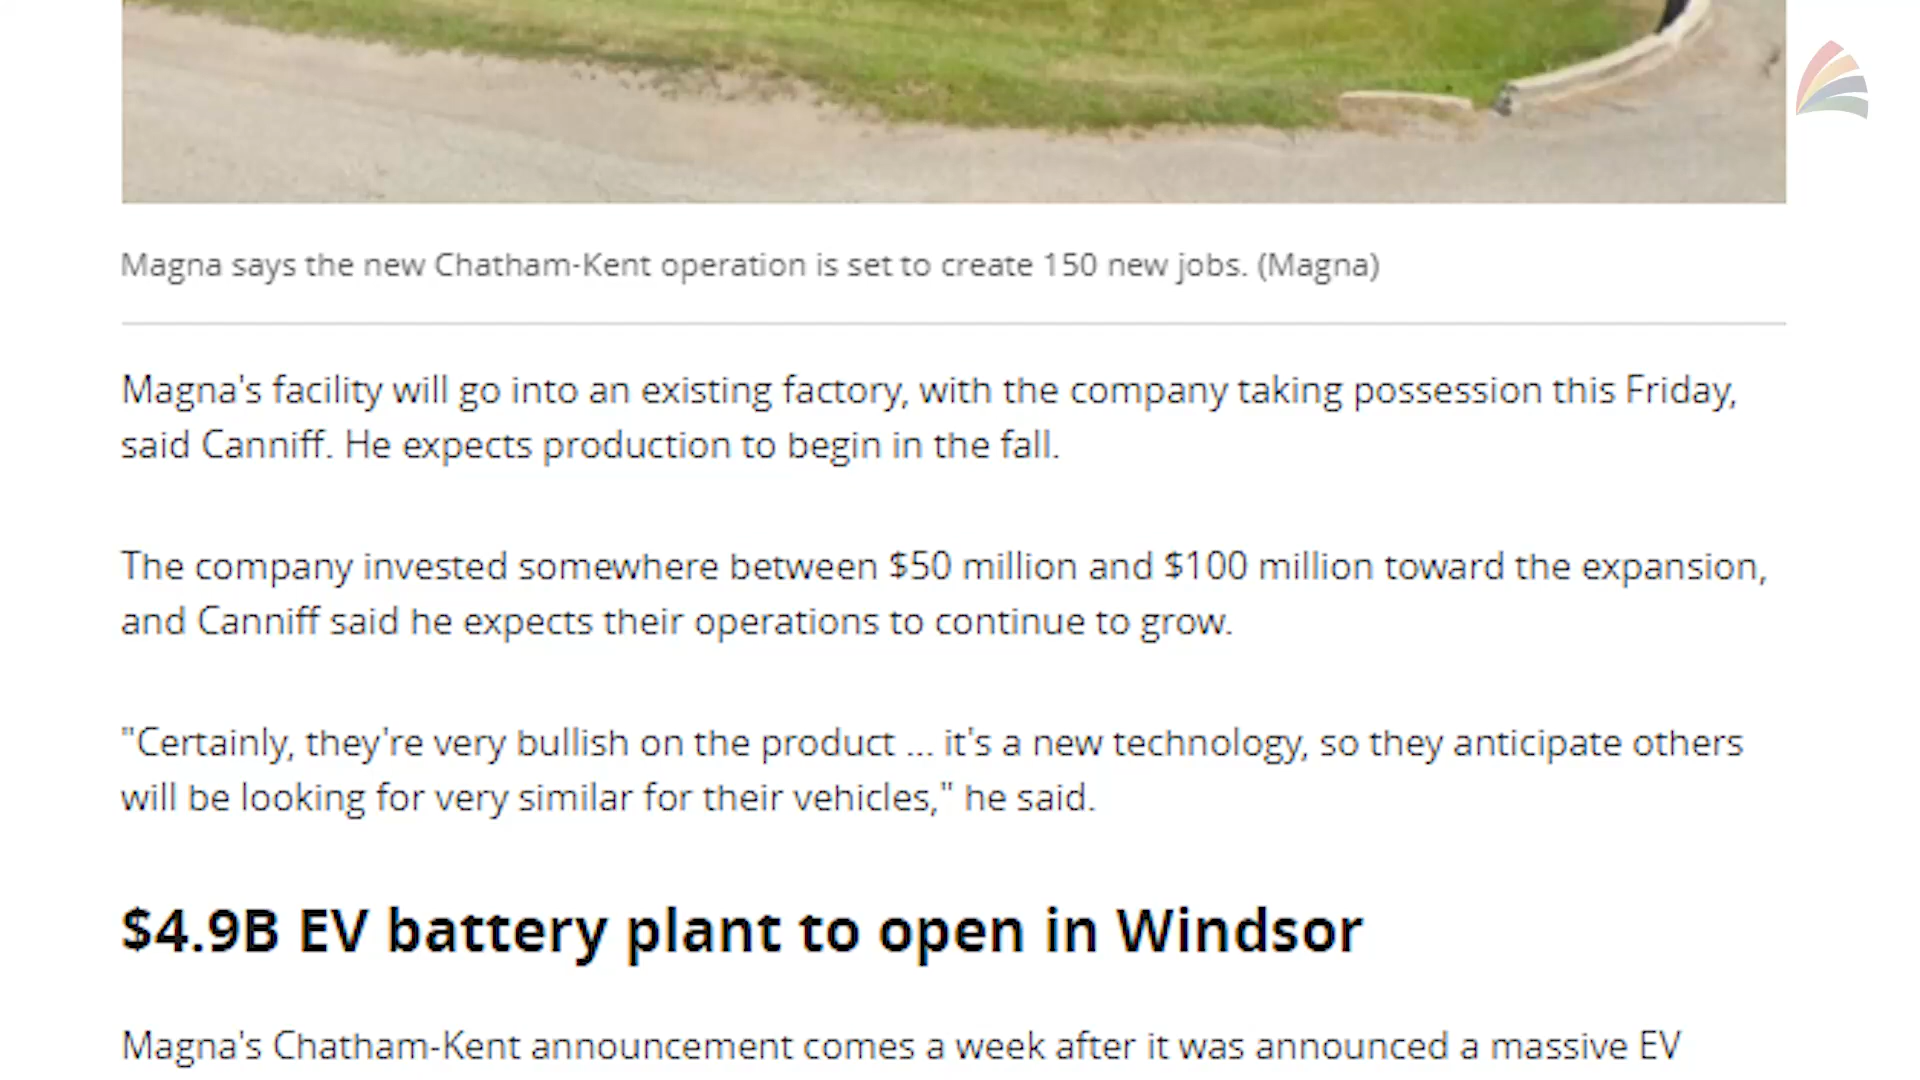 Magna says the new Chatham-Kent operation is set to create 150 new jobs. (Magna)
Magna's facility will go into an existing factory, with the company taking possession this Friday,
said Canniff. He expects production to begin in the fall.
The company invested somewhere between $50 million and $100 million toward the expansion,
and Canniff said he expects their operations to continue to grow.
"Certainly, they're very bullish on the product ... it's a new technology, so they anticipate others
will be looking for very similar for their vehicles," he said.
$4.9B EV battery plant to open in Windsor
Magna's Chatham-Kent announcement comes a week after it was announced a massive EV